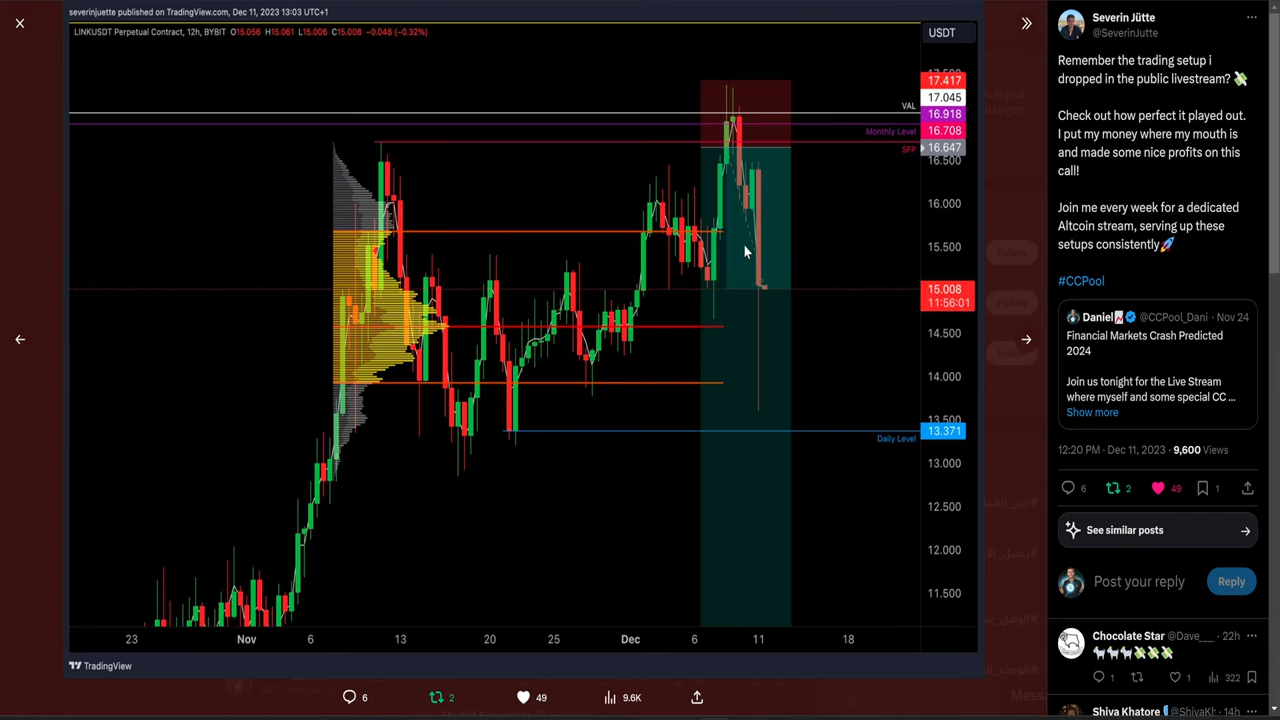 severinjuette published on TradingView.com, Dec 11, 2023 13:03 UTC+1
LINKUSDT Perpetual Contract, 12h, BYBIT O15.056 H15.061 L15.006 C15.008 −0.048 (−0.32%)
USDT
17.417
17.045
16.918
16.708
16.647
16.500
16.000
15.500
15.008
11:56:01
14.500
14.000
13.500
13.371
13.000
12.500
12.000
11.500
VAL
Monthly Level
SFP
Daily Level
23
Nov
6
13
20
25
Dec
6
11
18
TradingView
6
2
49
9.6K
Follow
Follow
Follow
Severin Jütte
@SeverinJutte
Remember the trading setup i
dropped in the public livestream? 💸
Check out how perfect it played out.
I put my money where my mouth is
and made some nice profits on this
call!
Join me every week for a dedicated
Altcoin stream, serving up these
setups consistently🚀
#CCPool
Daniel @CCPool_Dani · Nov 24
Financial Markets Crash Predicted
2024
Join us tonight for the Live Stream
where myself and some special CC ...
Show more
12:20 PM · Dec 11, 2023 · 9,600 Views
6
2
49
1
See similar posts
Post your reply
Reply
Chocolate Star @Dave___ · 22h
🐐🐐🐐💸💸💸
1
1
322
Shiva Khatore @ShivaKh · 14h